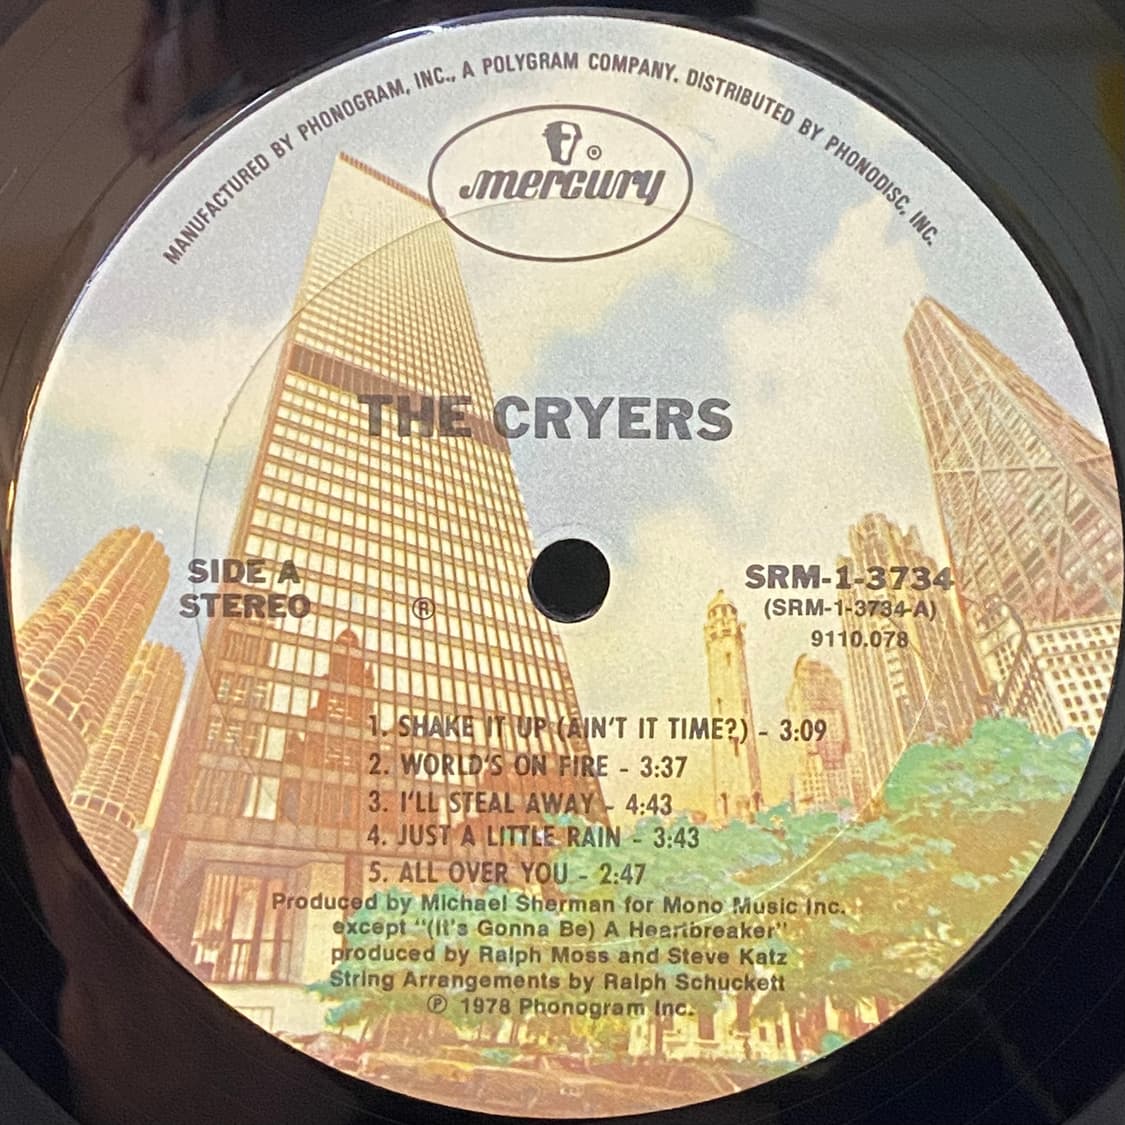 MANUFACTURED BY PHONOGRAM, INC., A POLYGRAM COMPANY. DISTRIBUTED BY PHONODISC, INC.
mercury ®
THE CRYERS
SIDE A
STEREO
®
SRM-1-3734
(SRM-1-3734-A)
9110.078
1. SHAKE IT UP (AIN'T IT TIME?) - 3:09
2. WORLD'S ON FIRE - 3:37
3. I'LL STEAL AWAY - 4:43
4. JUST A LITTLE RAIN - 3:43
5. ALL OVER YOU - 2:47
Produced by Michael Sherman for Mono Music Inc.
except "(It's Gonna Be) A Heartbreaker"
produced by Ralph Moss and Steve Katz
String Arrangements by Ralph Schuckett
℗ 1978 Phonogram Inc.